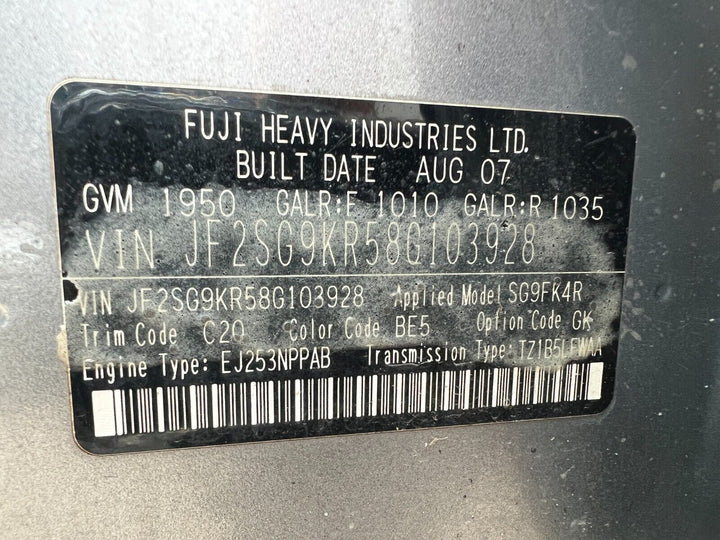 FUJI HEAVY INDUSTRIES LTD.
BUILT DATE AUG 07
GVM 1950 GALR:F 1010 GALR:R 1035
VIN JF2SG9KR58G103928
VIN JF2SG9KR58G103928 Applied Model SG9FK4R
Trim Code C20 Color Code BE5 Option Code GK
Engine Type: EJ253NPPAB Transmission Type: TZ1B5LFWAA